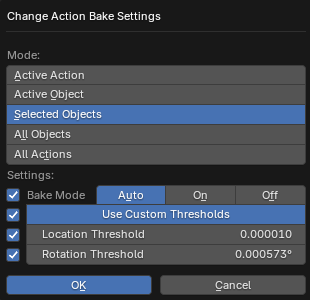 Change Action Bake Settings
Mode:
Active Action
Active Object
Selected Objects
All Objects
All Actions
Settings:
Bake Mode Auto On Off
Use Custom Thresholds
Location Threshold 0.000010
Rotation Threshold 0.000573°
OK Cancel